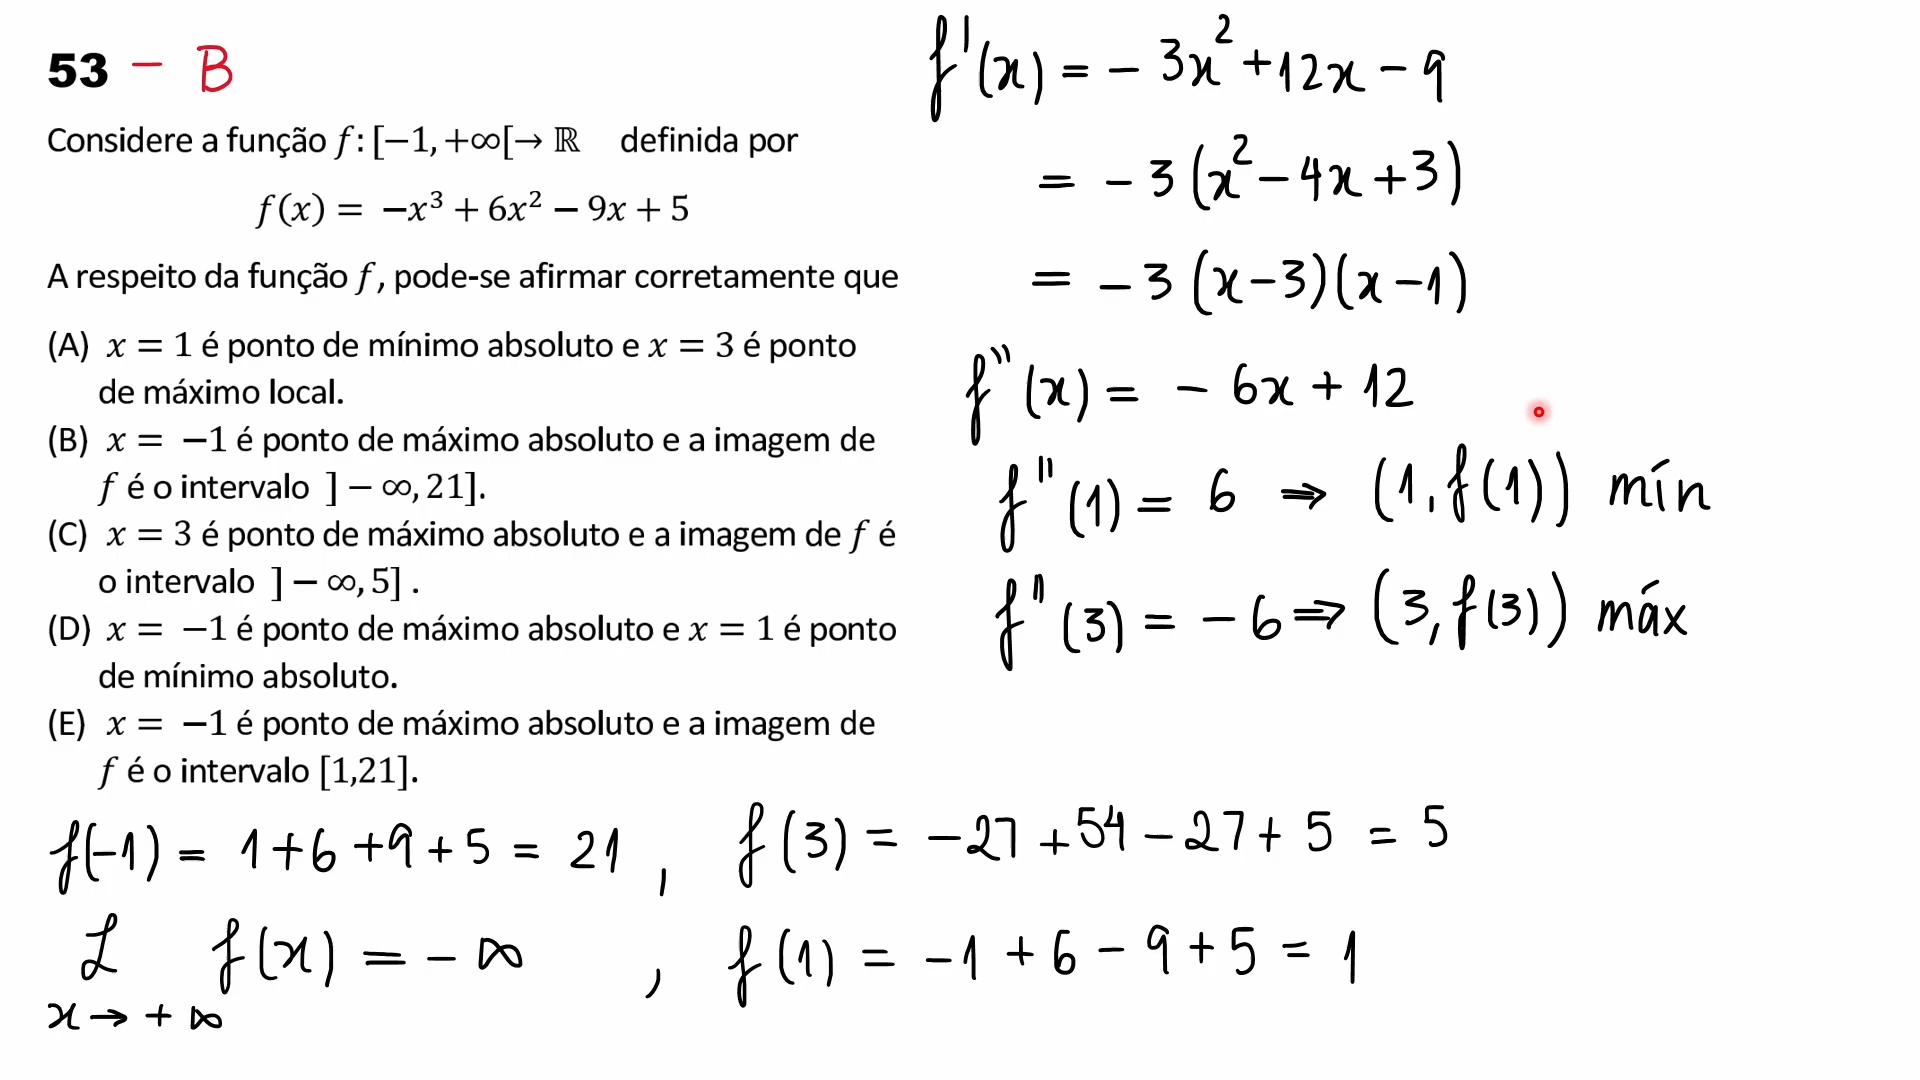 53 - B
Considere a função f: [−1, +∞[→ ℝ definida por
f(x) = −x³ + 6x² − 9x + 5
A respeito da função f, pode-se afirmar corretamente que
(A) x = 1 é ponto de mínimo absoluto e x = 3 é ponto
de máximo local.
(B) x = −1 é ponto de máximo absoluto e a imagem de
f é o intervalo ]−∞, 21].
(C) x = 3 é ponto de máximo absoluto e a imagem de f é
o intervalo ]−∞, 5] .
(D) x = −1 é ponto de máximo absoluto e x = 1 é ponto
de mínimo absoluto.
(E) x = −1 é ponto de máximo absoluto e a imagem de
f é o intervalo [1,21].
f'(x) = − 3x² + 12x − 9
= − 3 (x² − 4x + 3)
= − 3 (x − 3)(x − 1)
f''(x) = − 6x + 12
f''(1) = 6 ⇒ (1, f(1)) mín
f''(3) = − 6 ⇒ (3, f(3)) máx
f(−1) = 1 + 6 + 9 + 5 = 21 , f(3) = −27 + 54 − 27 + 5 = 5
L f(x) = − ∞ , f(1) = −1 + 6 − 9 + 5 = 1
x → + ∞